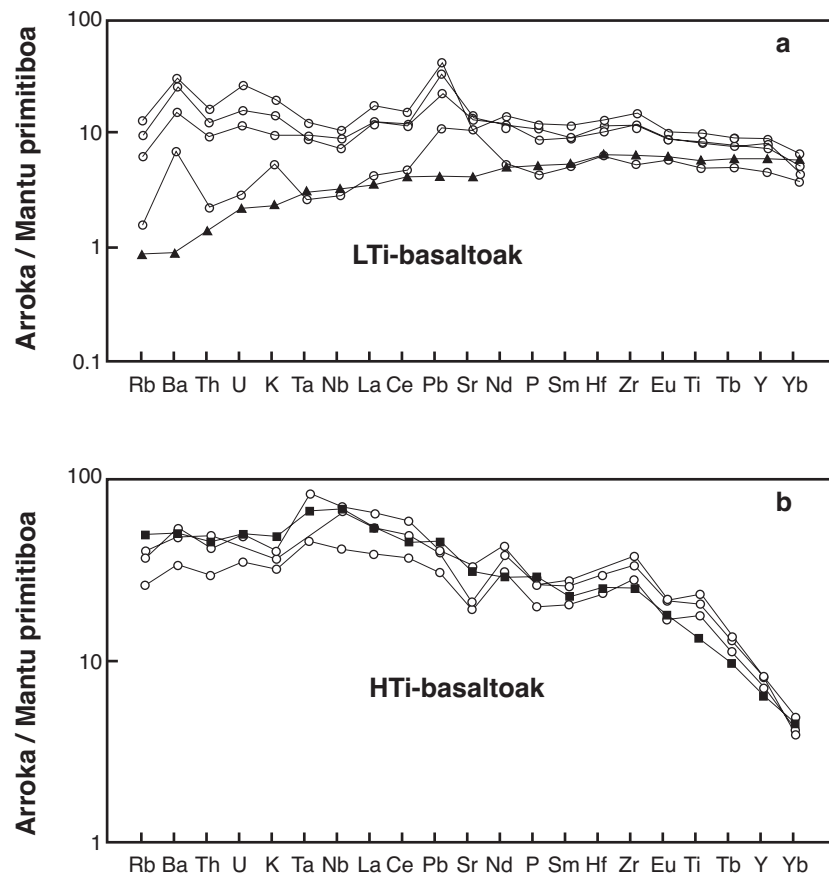 100
a
10
Arroka / Mantu primitiboa
1
LTi-basaltoak
0.1
Rb Ba Th U K Ta Nb La Ce Pb Sr Nd P Sm Hf Zr Eu Ti Tb Y Yb
100
b
Arroka / Mantu primitiboa
10
HTi-basaltoak
1
Rb Ba Th U K Ta Nb La Ce Pb Sr Nd P Sm Hf Zr Eu Ti Tb Y Yb